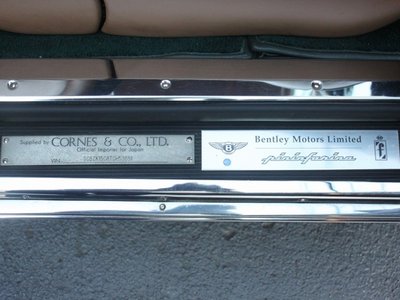 Supplied by CORNES & CO., LTD.
Official Importer for Japan
VIN.
B
Bentley Motors Limited
pininfarina
f